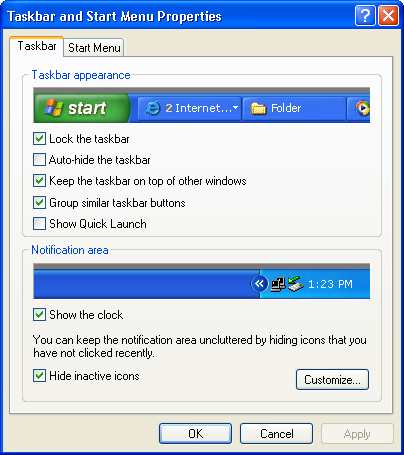 Taskbar and Start Menu Properties
Taskbar
Start Menu
Taskbar appearance
start
2 Internet...
Folder
Lock the taskbar
Auto-hide the taskbar
Keep the taskbar on top of other windows
Group similar taskbar buttons
Show Quick Launch
Notification area
1:23 PM
Show the clock
You can keep the notification area uncluttered by hiding icons that you
have not clicked recently.
Hide inactive icons
Customize...
OK
Cancel
Apply